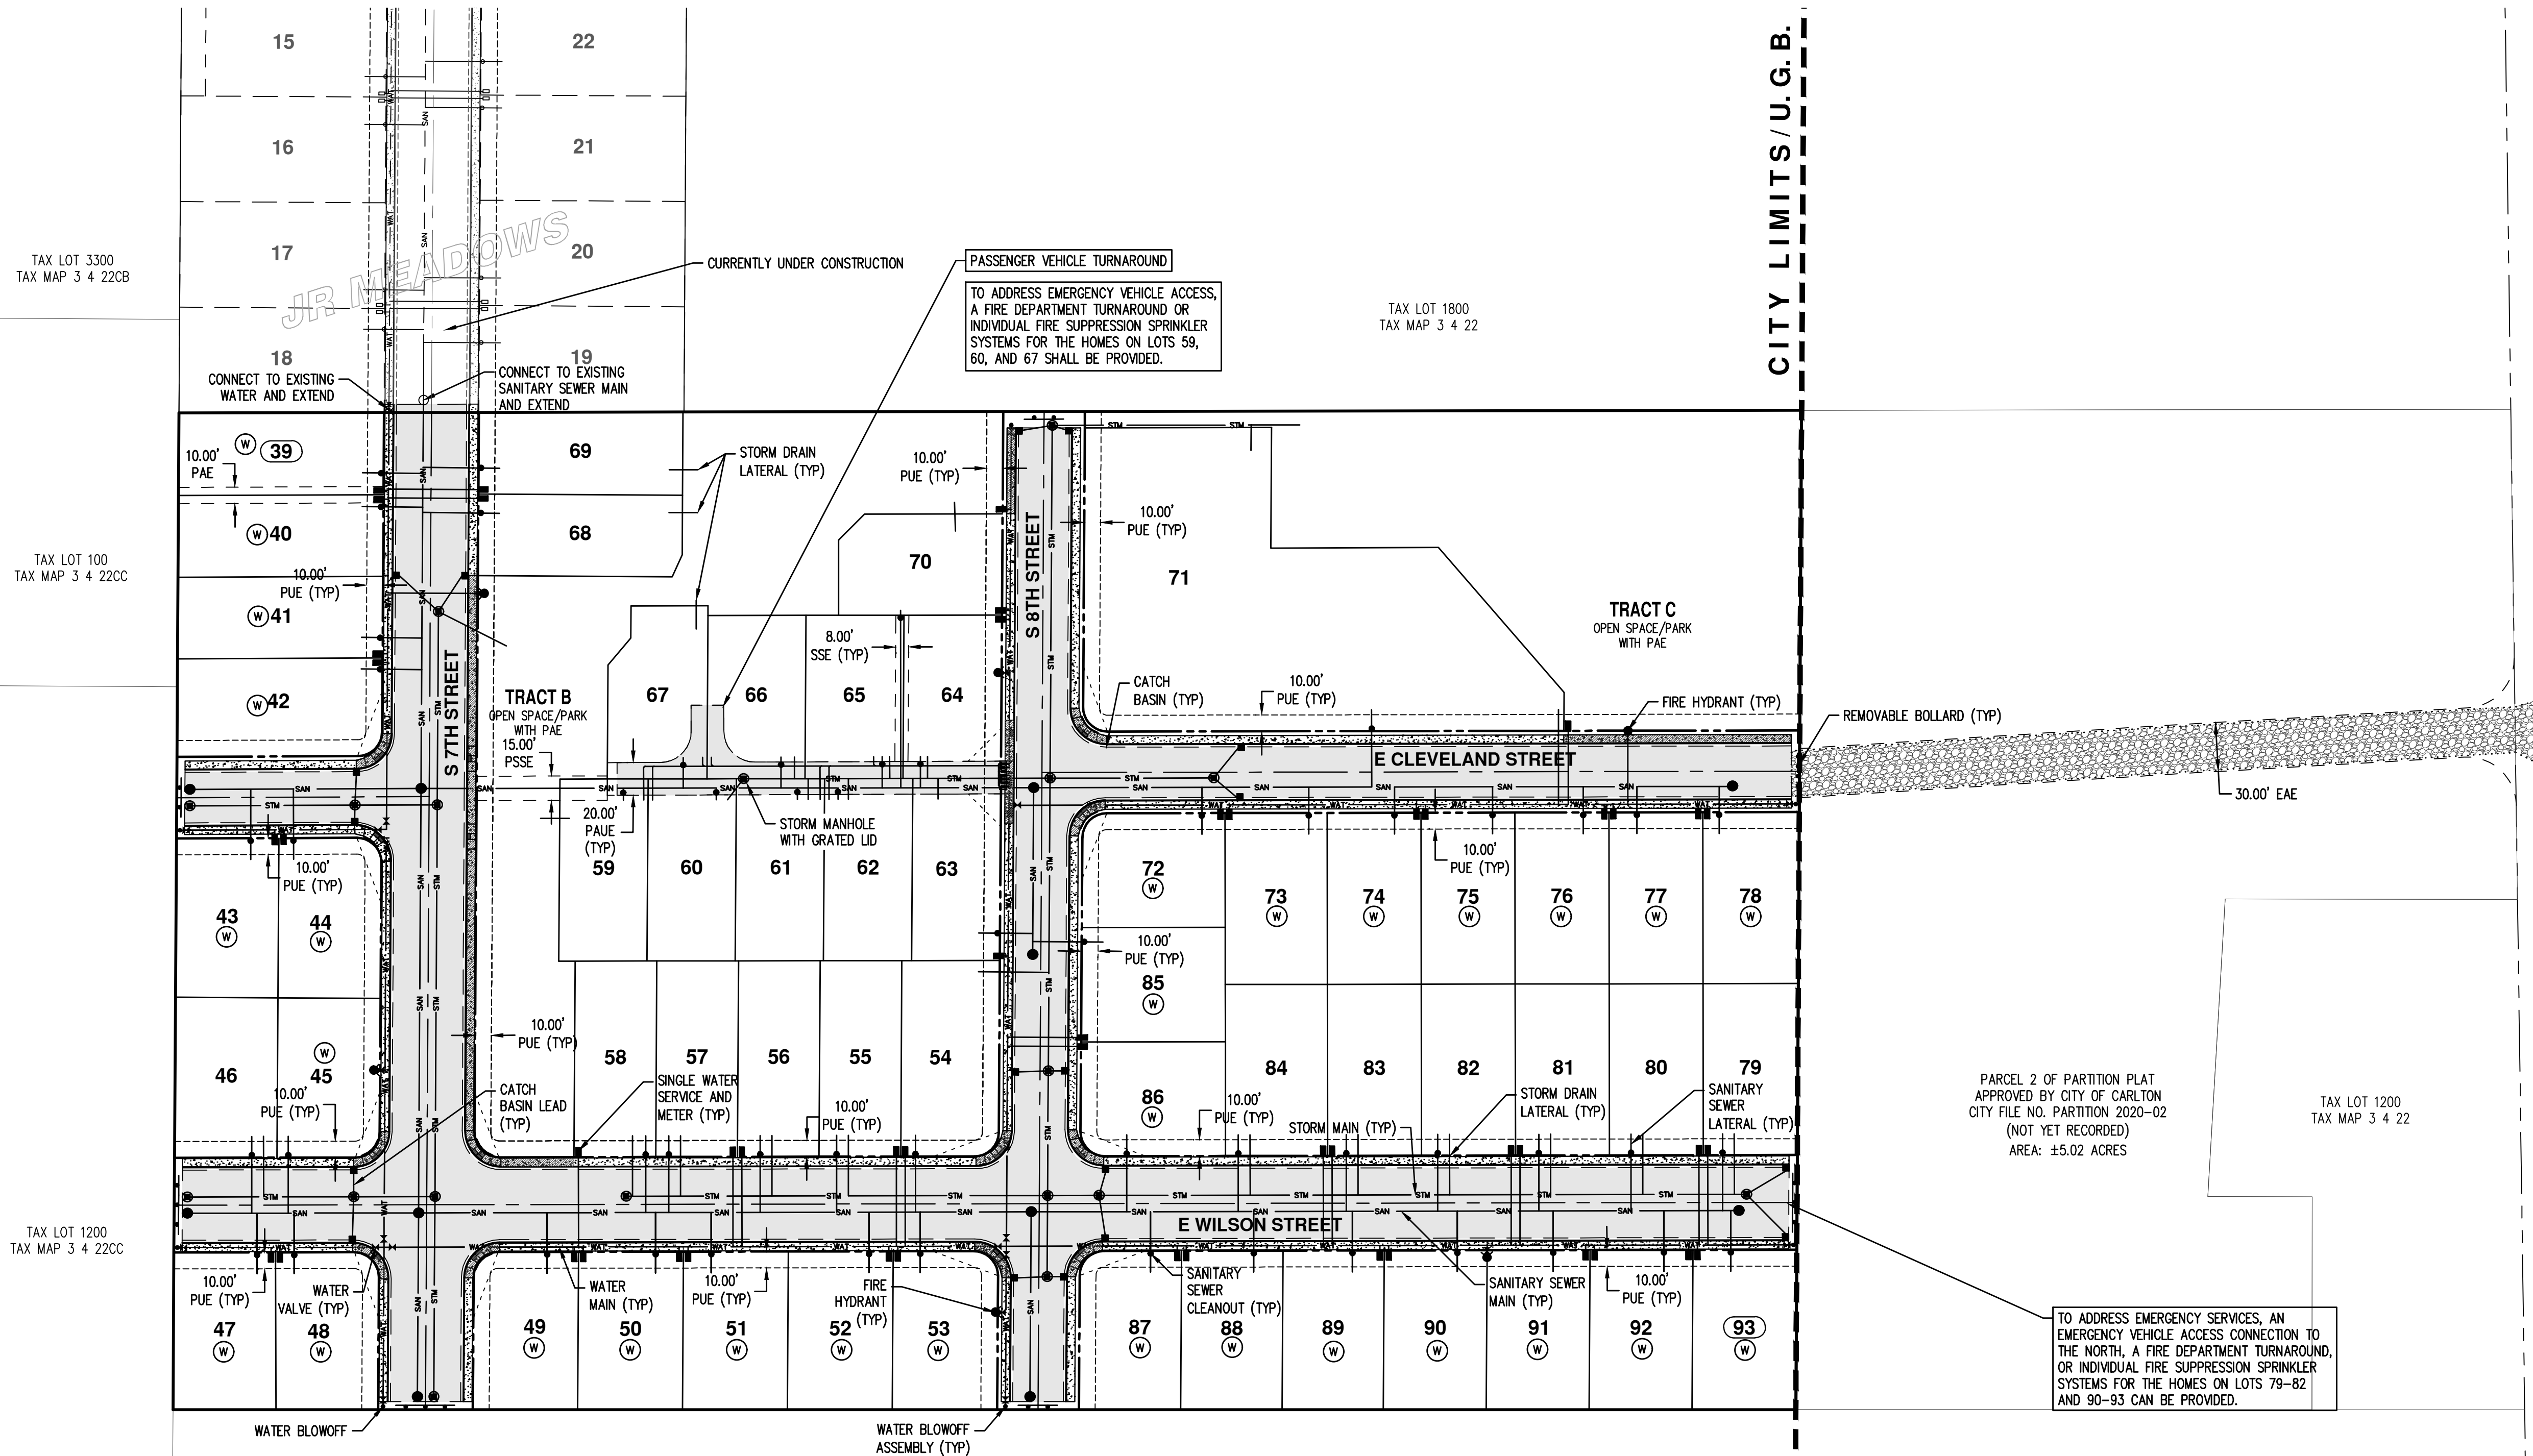 15
22
16
21
17
20
18
19
JR MEADOWS
CITY LIMITS/U.G.B.
TAX LOT 3300
TAX MAP 3 4 22CB
CURRENTLY UNDER CONSTRUCTION
PASSENGER VEHICLE TURNAROUND
TO ADDRESS EMERGENCY VEHICLE ACCESS,
A FIRE DEPARTMENT TURNAROUND OR
INDIVIDUAL FIRE SUPPRESSION SPRINKLER
SYSTEMS FOR THE HOMES ON LOTS 59,
60, AND 67 SHALL BE PROVIDED.
TAX LOT 1800
TAX MAP 3 4 22
CONNECT TO EXISTING
WATER AND EXTEND
CONNECT TO EXISTING
SANITARY SEWER MAIN
AND EXTEND
W
39
10.00'
PAE
69
STORM DRAIN
LATERAL (TYP)
10.00'
PUE (TYP)
STM
STM
W 40
68
70
10.00'
PUE (TYP)
71
TAX LOT 100
TAX MAP 3 4 22CC
10.00'
PUE (TYP)
W 41
S 7TH STREET
S 8TH STREET
8.00'
SSE (TYP)
TRACT C
OPEN SPACE/PARK
WITH PAE
W 42
TRACT B
OPEN SPACE/PARK
WITH PAE
15.00'
PSSE
67
66
65
64
CATCH
BASIN (TYP)
10.00'
PUE (TYP)
FIRE HYDRANT (TYP)
REMOVABLE BOLLARD (TYP)
E CLEVELAND STREET
30.00' EAE
20.00'
PAUE
(TYP)
STORM MANHOLE
WITH GRATED LID
59
60
61
62
63
10.00'
PUE (TYP)
10.00'
PUE (TYP)
43
W
44
W
72
W
73
W
74
W
75
W
76
W
77
W
78
W
10.00'
PUE (TYP)
85
W
10.00'
PUE (TYP)
46
W
45
58
57
56
55
54
86
W
84
83
82
81
80
79
10.00'
PUE (TYP)
CATCH
BASIN LEAD
(TYP)
SINGLE WATER
SERVICE AND
METER (TYP)
10.00'
PUE (TYP)
10.00'
PUE (TYP)
STORM MAIN (TYP)
STORM DRAIN
LATERAL (TYP)
SANITARY
SEWER
LATERAL (TYP)
PARCEL 2 OF PARTITION PLAT
APPROVED BY CITY OF CARLTON
CITY FILE NO. PARTITION 2020-02
(NOT YET RECORDED)
AREA: ±5.02 ACRES
TAX LOT 1200
TAX MAP 3 4 22
E WILSON STREET
TAX LOT 1200
TAX MAP 3 4 22CC
10.00'
PUE (TYP)
WATER
VALVE (TYP)
WATER
MAIN (TYP)
10.00'
PUE (TYP)
FIRE
HYDRANT
(TYP)
SANITARY
SEWER
CLEANOUT (TYP)
SANITARY SEWER
MAIN (TYP)
10.00'
PUE (TYP)
47
W
48
W
49
W
50
W
51
W
52
W
53
W
87
W
88
W
89
W
90
W
91
W
92
W
93
W
TO ADDRESS EMERGENCY SERVICES, AN
EMERGENCY VEHICLE ACCESS CONNECTION TO
THE NORTH, A FIRE DEPARTMENT TURNAROUND,
OR INDIVIDUAL FIRE SUPPRESSION SPRINKLER
SYSTEMS FOR THE HOMES ON LOTS 79-82
AND 90-93 CAN BE PROVIDED.
WATER BLOWOFF
WATER BLOWOFF
ASSEMBLY (TYP)